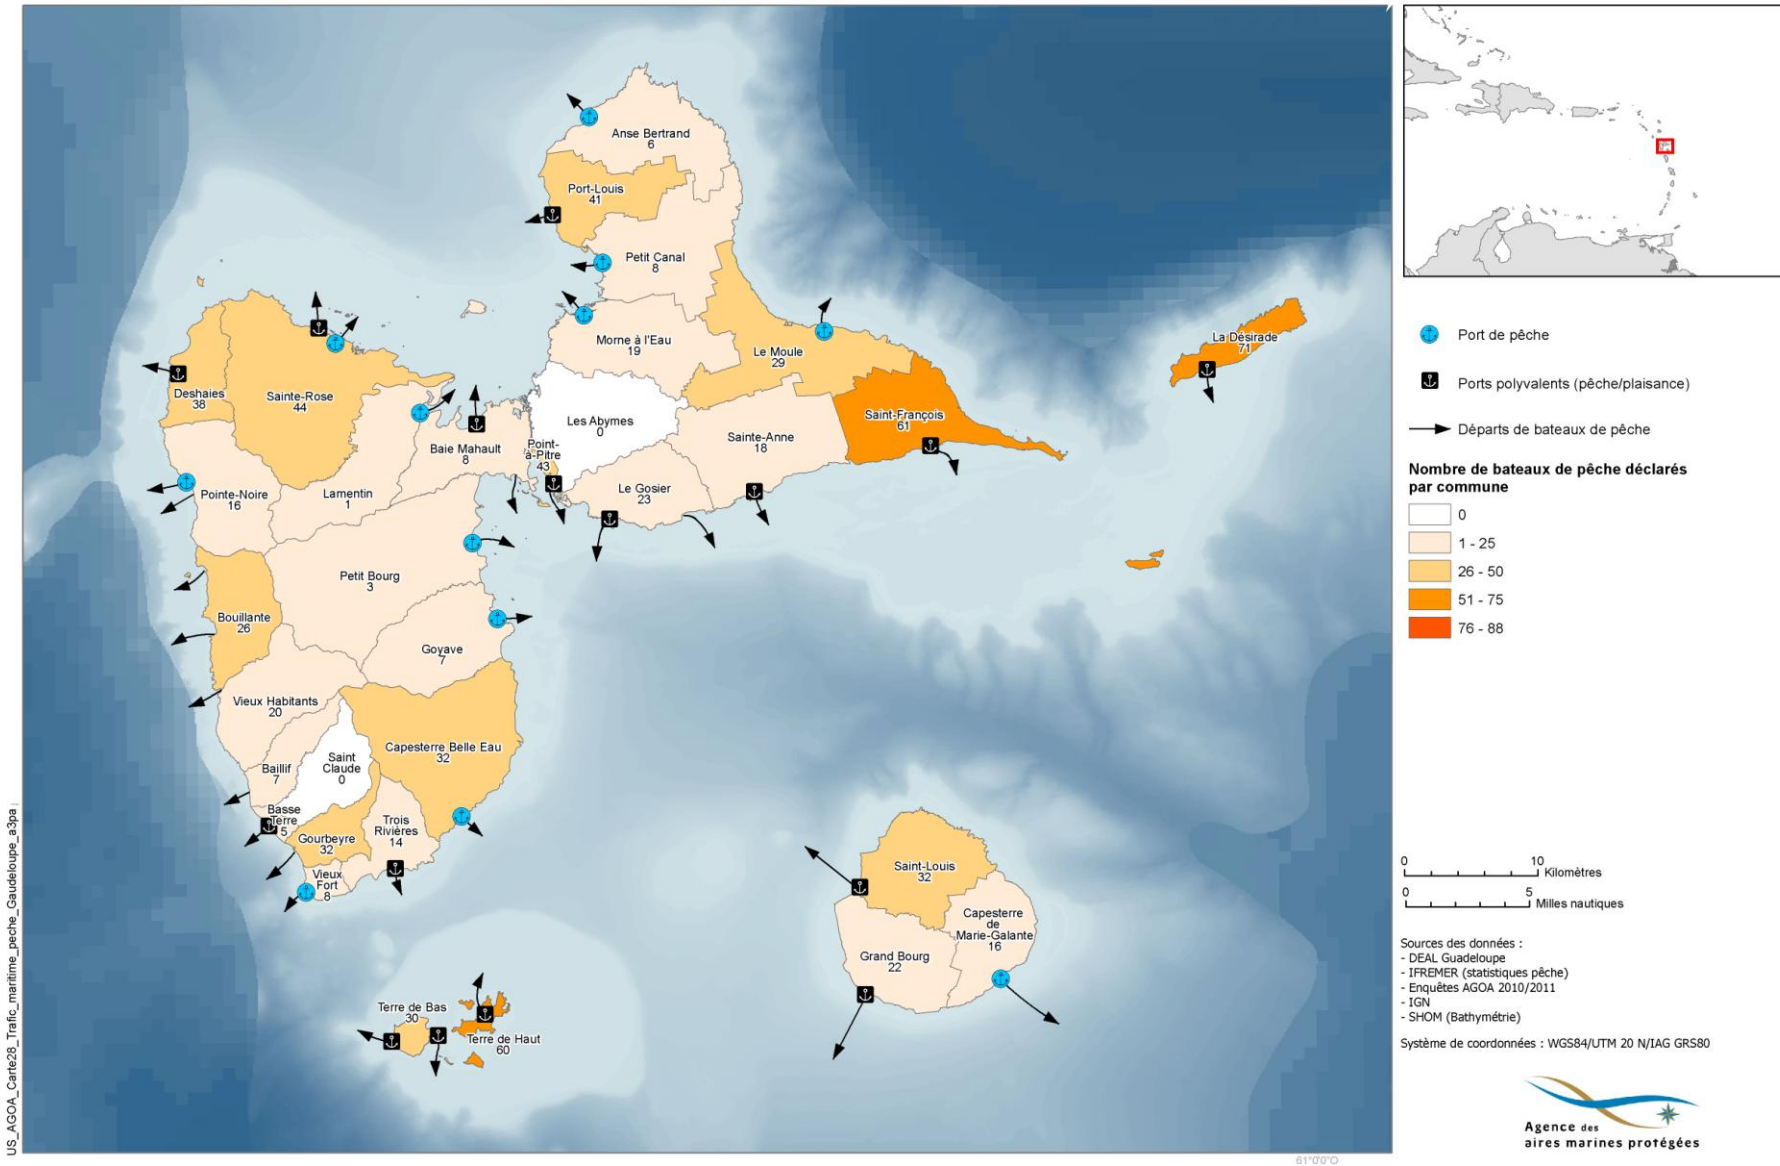 Anse Bertrand
6
Port-Louis
41
Petit Canal
8
Morne à l'Eau
19
Le Moule
29
La Désirade
71
Deshaies
38
Sainte-Rose
44
Les Abymes
0
Saint-François
61
Sainte-Anne
18
Baie Mahault
8
Point-
à-Pitre
43
Le Gosier
23
Pointe-Noire
16
Lamentin
1
Petit Bourg
3
Bouillante
26
Goyave
7
Vieux Habitants
20
Capesterre Belle Eau
32
Saint
Claude
0
Baillif
7
Basse
Terre
5
Gourbeyre
32
Trois
Rivières
14
Vieux
Fort
8
Saint-Louis
32
Capesterre
de
Marie-Galante
16
Grand Bourg
22
Terre de Bas
30
Terre de Haut
60
US_AGOA_Carte28_Trafic_maritime_peche_Gaudeloupe_a3pa
61°0'0"O
Port de pêche
Ports polyvalents (pêche/plaisance)
Départs de bateaux de pêche
Nombre de bateaux de pêche déclarés
par commune
0
1 - 25
26 - 50
51 - 75
76 - 88
0 10
Kilomètres
0 5
Milles nautiques
Sources des données :
- DEAL Guadeloupe
- IFREMER (statistiques pêche)
- Enquêtes AGOA 2010/2011
- IGN
- SHOM (Bathymétrie)
Système de coordonnées : WGS84/UTM 20 N/IAG GRS80
Agence des
aires marines protégées